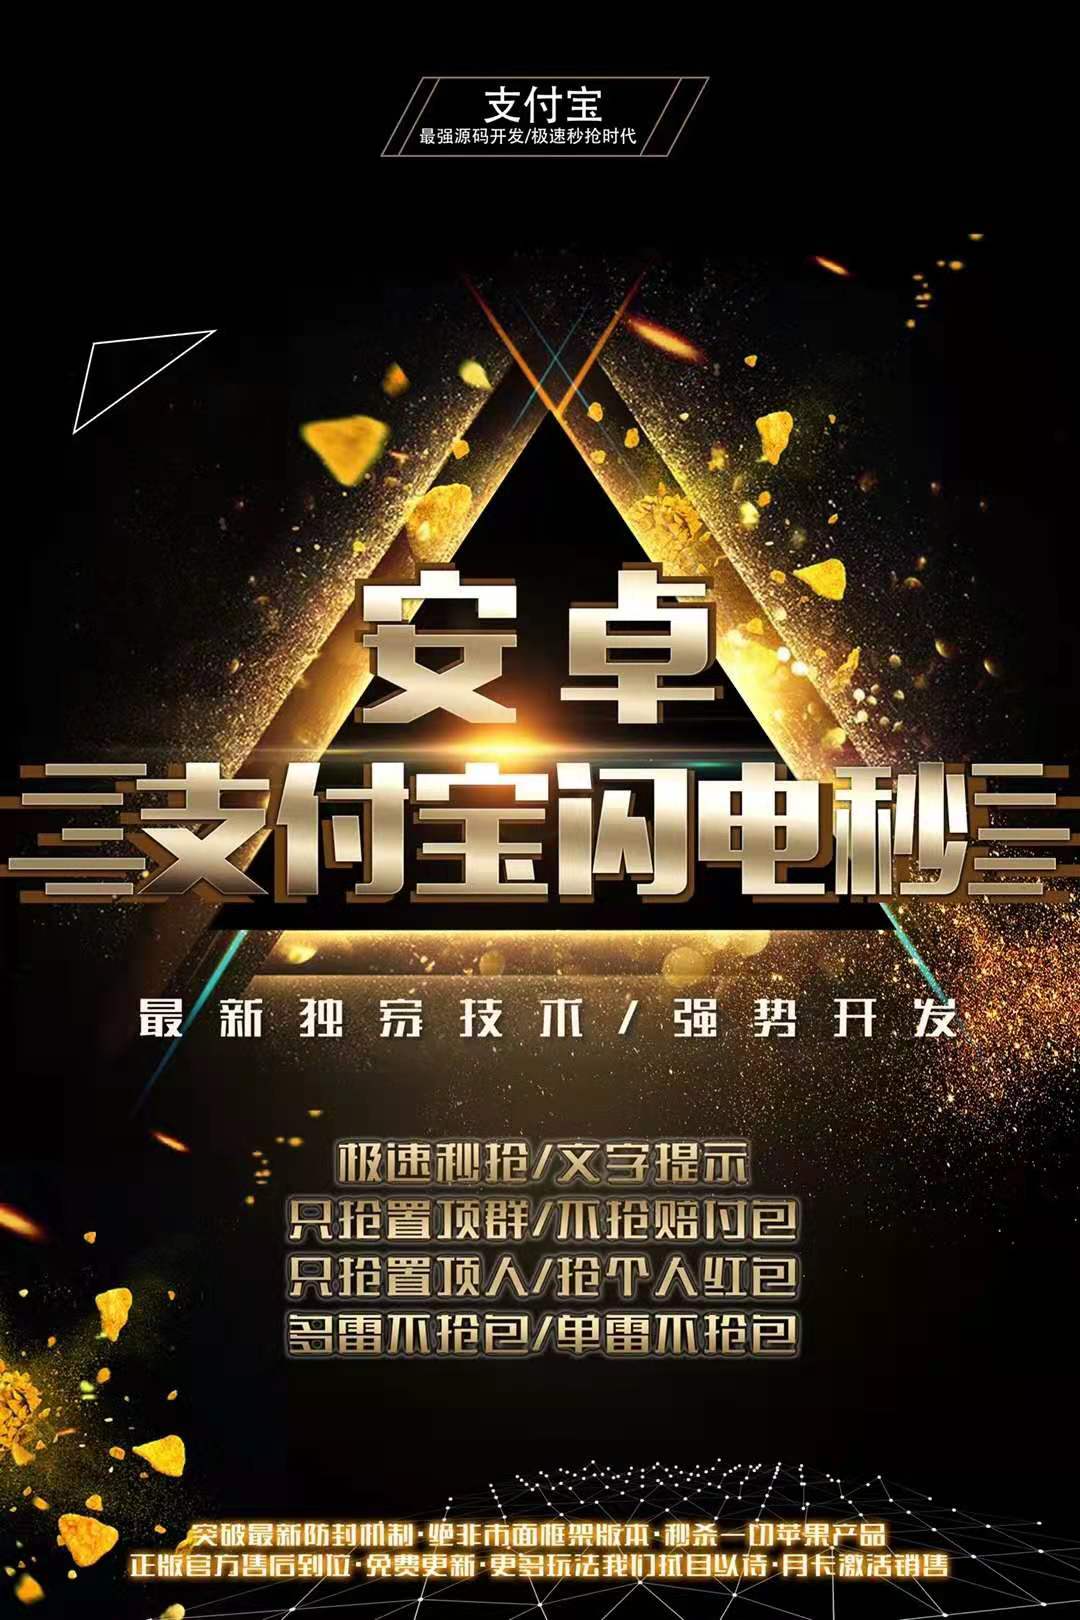 支付宝
最强源码开发/极速秒抢时代
安卓
支付宝闪电秒
最新独家技术/强势开发
极速秒抢/文字提示
只抢置顶群/不抢赔付包
只抢置顶人/抢个人红包
多雷不抢包/单雷不抢包
突破最新防封机制·绝非市面框架版本·秒杀一切苹果产品
正版官方售后到位·免费更新·更多玩法我们拭目以待·月卡激活销售